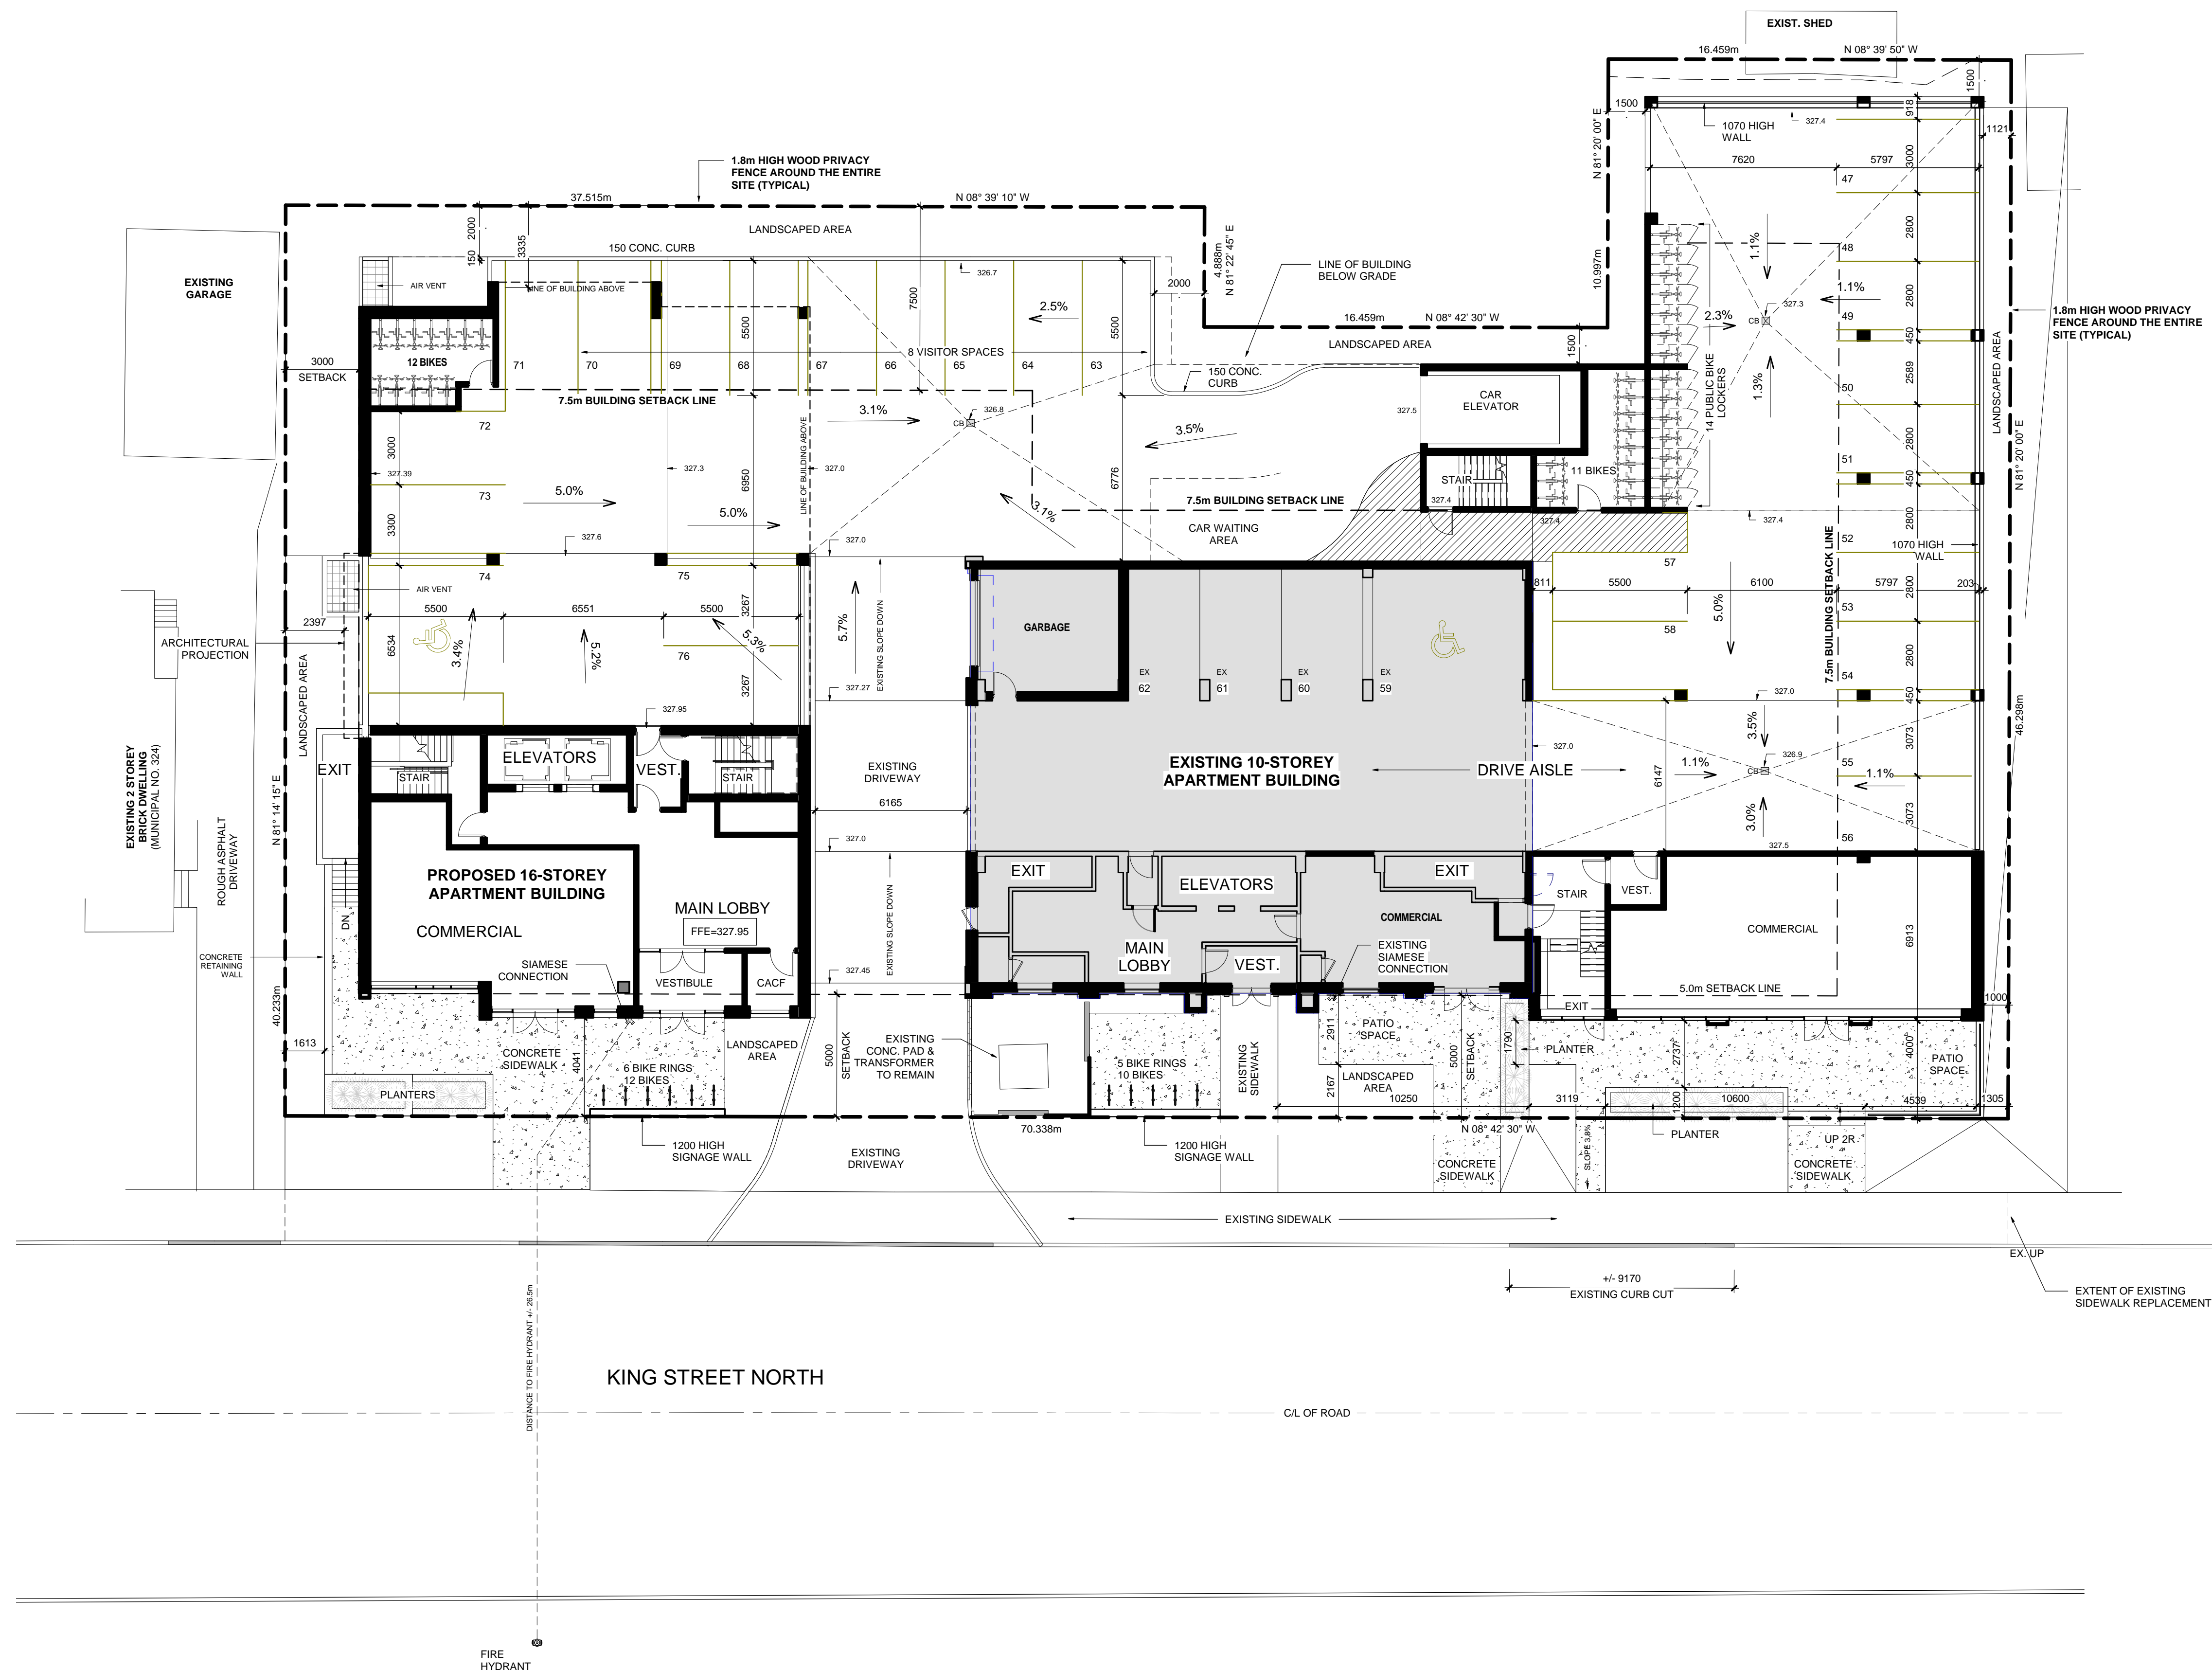 EXIST. SHED
16.459m
N 08° 39' 50" W
1500
1500
N 81° 20' 00" E
10.997m
918
1121
1070 HIGH
WALL
327.4
7620
5797
3000
47
2800
48
2800
49
450
2589
50
2800
51
450
2800
52
2800
53
2800
54
450
3073
55
3073
56
1.8m HIGH WOOD PRIVACY
FENCE AROUND THE ENTIRE
SITE (TYPICAL)
37.515m
N 08° 39' 10" W
LANDSCAPED AREA
150 CONC. CURB
2000
150
3335
7500
326.7
4.888m
N 81° 22' 45" E
2000
LINE OF BUILDING
BELOW GRADE
16.459m
N 08° 42' 30" W
LANDSCAPED AREA
1500
150 CONC.
CURB
EXISTING
GARAGE
AIR VENT
LINE OF BUILDING ABOVE
12 BIKES
3000
SETBACK
5500
2.5%
5500
8 VISITOR SPACES
71
70
69
68
67
66
65
64
63
7.5m BUILDING SETBACK LINE
3.1%
CB
326.8
3.5%
72
3000
327.39
73
3300
5.0%
5.0%
327.3
327.0
LINE OF BUILDING ABOVE
6950
6776
3.1%
7.5m BUILDING SETBACK LINE
CAR WAITING
AREA
327.5
CAR
ELEVATOR
STAIR
327.4
11 BIKES
327.4
14 PUBLIC BIKE
LOCKERS
2.3%
1.1%
1.1%
1.3%
CB
327.3
1.8m HIGH WOOD PRIVACY
FENCE AROUND THE ENTIRE
SITE (TYPICAL)
LANDSCAPED AREA
N 81° 20' 00" E
46.298m
327.4
1070 HIGH
WALL
57
811
5500
6100
5797
203
58
5.0%
7.5m BUILDING SETBACK LINE
327.0
3.5%
326.9
CB
1.1%
1.1%
3.0%
327.5
6147
327.0
327.6
327.0
74
75
AIR VENT
5500
6551
5500
3267
2397
ARCHITECTURAL
PROJECTION
6534
3.4%
5.2%
5.3%
76
3267
5.7%
EXISTING SLOPE DOWN
327.27
GARBAGE
EX
62
EX
61
EX
60
EX
59
327.95
LANDSCAPED AREA
N 81° 14' 15" E
40.233m
EXISTING 2 STOREY
BRICK DWELLING
(MUNICIPAL NO. 324)
ROUGH ASPHALT
DRIVEWAY
EXIT
STAIR
ELEVATORS
VEST.
STAIR
EXISTING
DRIVEWAY
6165
EXISTING 10-STOREY
APARTMENT BUILDING
DRIVE AISLE
327.0
PROPOSED 16-STOREY
APARTMENT BUILDING
COMMERCIAL
MAIN LOBBY
FFE=327.95
DN
CONCRETE
RETAINING
WALL
SIAMESE
CONNECTION
VESTIBULE
CACF
327.45
EXISTING SLOPE DOWN
EXIT
ELEVATORS
EXIT
MAIN
LOBBY
COMMERCIAL
VEST.
EXISTING
SIAMESE
CONNECTION
STAIR
VEST.
COMMERCIAL
6913
EXIT
5.0m SETBACK LINE
1000
1613
PLANTERS
CONCRETE
SIDEWALK
4041
6 BIKE RINGS
12 BIKES
LANDSCAPED
AREA
5000
SETBACK
EXISTING
CONC. PAD &
TRANSFORMER
TO REMAIN
5 BIKE RINGS
10 BIKES
EXISTING
SIDEWALK
2911
2167
PATIO
SPACE
LANDSCAPED
AREA
5000
SETBACK
1790
PLANTER
2737
4000
PATIO
SPACE
10250
3119
1200
10600
4539
1305
70.338m
N 08° 42' 30" W
1200 HIGH
SIGNAGE WALL
EXISTING
DRIVEWAY
1200 HIGH
SIGNAGE WALL
CONCRETE
SIDEWALK
SLOPE 3.8%
PLANTER
UP 2R
CONCRETE
SIDEWALK
EXISTING SIDEWALK
EX. UP
+/- 9170
EXISTING CURB CUT
EXTENT OF EXISTING
SIDEWALK REPLACEMENT
DISTANCE TO FIRE HYDRANT +/- 26.5m
KING STREET NORTH
C/L OF ROAD
FIRE
HYDRANT